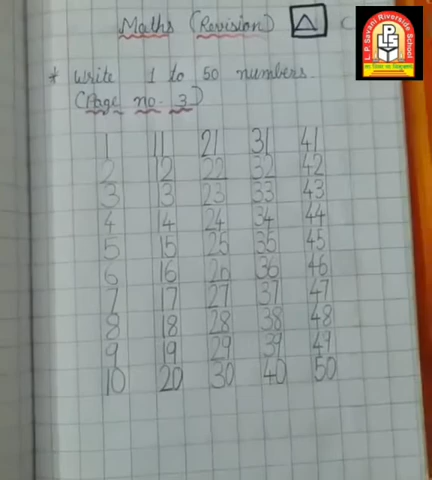 Maths (Revision)
L. P. Savani Riverside School
LPS
* Write 1 to 50 numbers.
(Page no. 3)
1 11 21 31 41
2 12 22 32 42
3 13 23 33 43
4 14 24 34 44
5 15 25 35 45
6 16 26 36 46
7 17 27 37 47
8 18 28 38 48
9 19 29 39 49
10 20 30 40 50